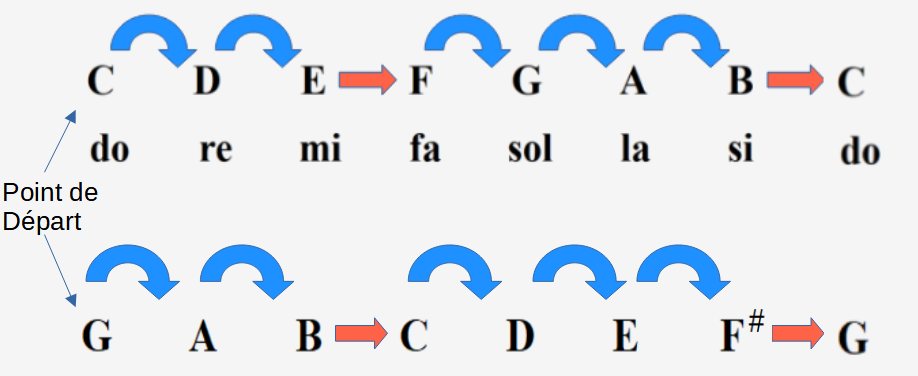 C D E F G A B C
do re mi fa sol la si do
Point de
Départ
G A B C D E F# G